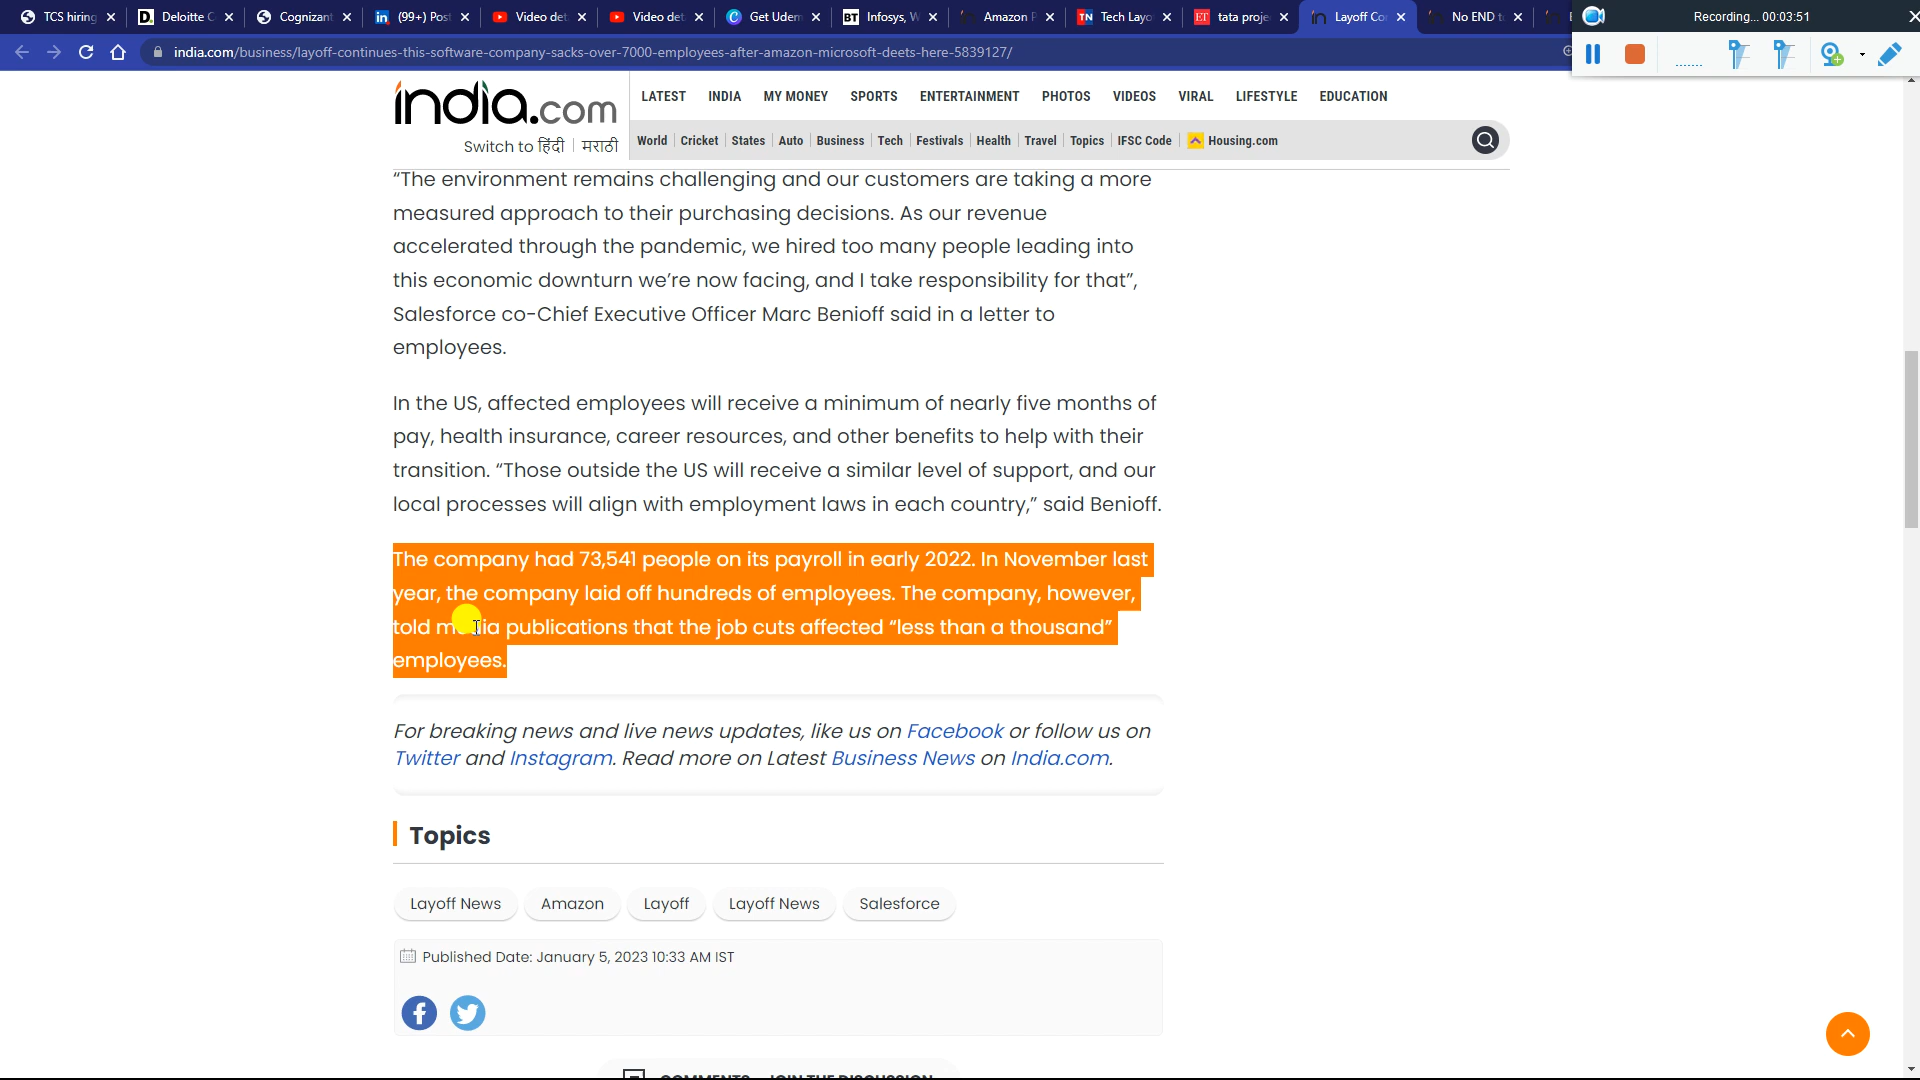 TCS hiring
Deloitte C
Cognizant
(99+) Post
Video det
Video det
Get Udem
Infosys, W
Amazon P
Tech Layo
tata proje
Layoff Co
No END t
Recording... 00:03:51
india.com/business/layoff-continues-this-software-company-sacks-over-7000-employees-after-amazon-microsoft-deets-here-5839127/
india.com
Switch to हिंदी | मराठी
LATEST INDIA MY MONEY SPORTS ENTERTAINMENT PHOTOS VIDEOS VIRAL LIFESTYLE EDUCATION
World Cricket States Auto Business Tech Festivals Health Travel Topics IFSC Code Housing.com
“The environment remains challenging and our customers are taking a more
measured approach to their purchasing decisions. As our revenue
accelerated through the pandemic, we hired too many people leading into
this economic downturn we’re now facing, and I take responsibility for that”,
Salesforce co-Chief Executive Officer Marc Benioff said in a letter to
employees.
In the US, affected employees will receive a minimum of nearly five months of
pay, health insurance, career resources, and other benefits to help with their
transition. “Those outside the US will receive a similar level of support, and our
local processes will align with employment laws in each country,” said Benioff.
The company had 73,541 people on its payroll in early 2022. In November last
year, the company laid off hundreds of employees. The company, however,
told media publications that the job cuts affected “less than a thousand”
employees.
For breaking news and live news updates, like us on Facebook or follow us on
Twitter and Instagram. Read more on Latest Business News on India.com.
Topics
Layoff News Amazon Layoff Layoff News Salesforce
Published Date: January 5, 2023 10:33 AM IST
COMMENTS - JOIN THE DISCUSSION